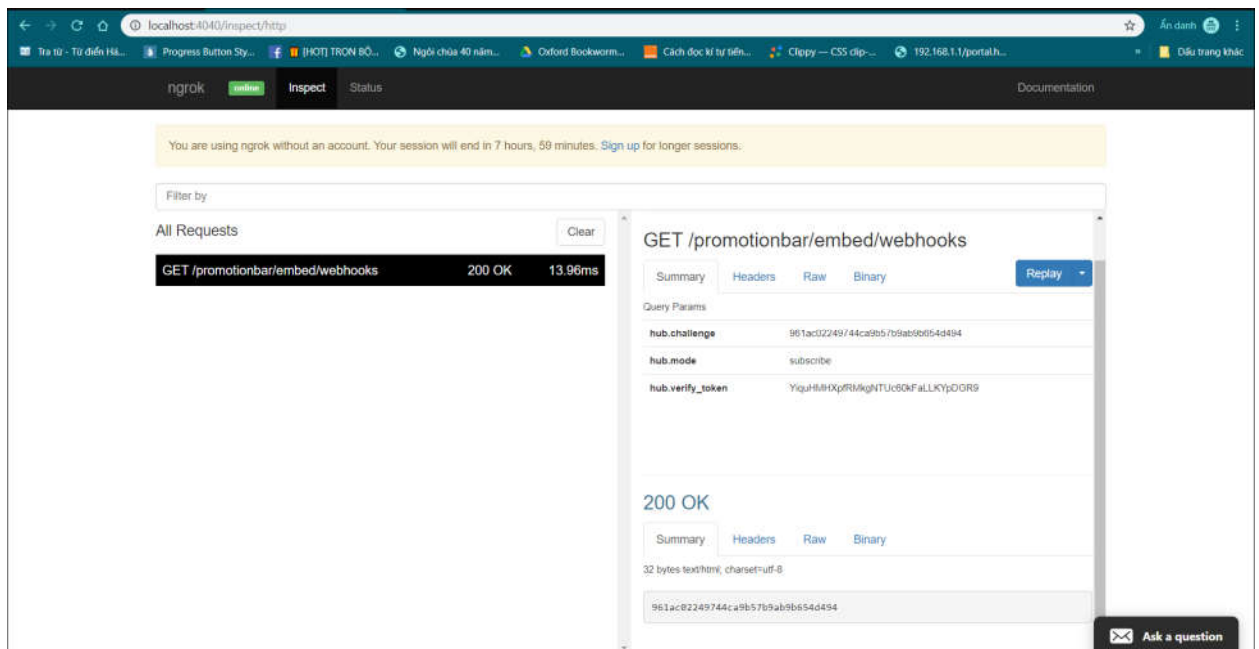 localhost:4040/inspect/http
Ẩn danh
Tra từ - Từ điển Hà...
Progress Button Sty...
[HOT] TRỌN BỘ...
Ngôi chùa 40 năm...
Oxford Bookworm...
Cách đọc kí tự tiến...
Clippy — CSS clip-...
192.168.1.1/portal.h...
»
Dấu trang khác
ngrok
online
Inspect
Status
Documentation
You are using ngrok without an account. Your session will end in 7 hours, 59 minutes. Sign up for longer sessions.
Filter by
All Requests
Clear
GET /promotionbar/embed/webhooks 200 OK 13.96ms
GET /promotionbar/embed/webhooks
Summary Headers Raw Binary
Replay
Query Params
hub.challenge 961ac02249744ca9b57b9ab9b654d494
hub.mode subscribe
hub.verify_token
200 OK
Summary Headers Raw Binary
32 bytes text/html; charset=utf-8
961ac02249744ca9b57b9ab9b654d494
Ask a question